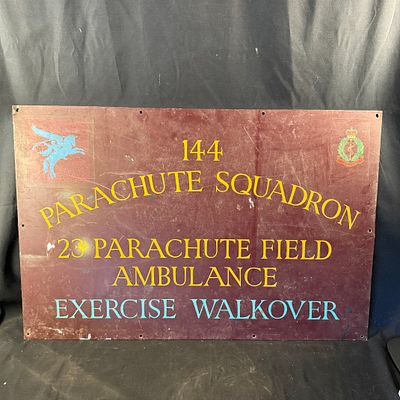 144
PARACHUTE SQUADRON
23 PARACHUTE FIELD
AMBULANCE
EXERCISE WALKOVER